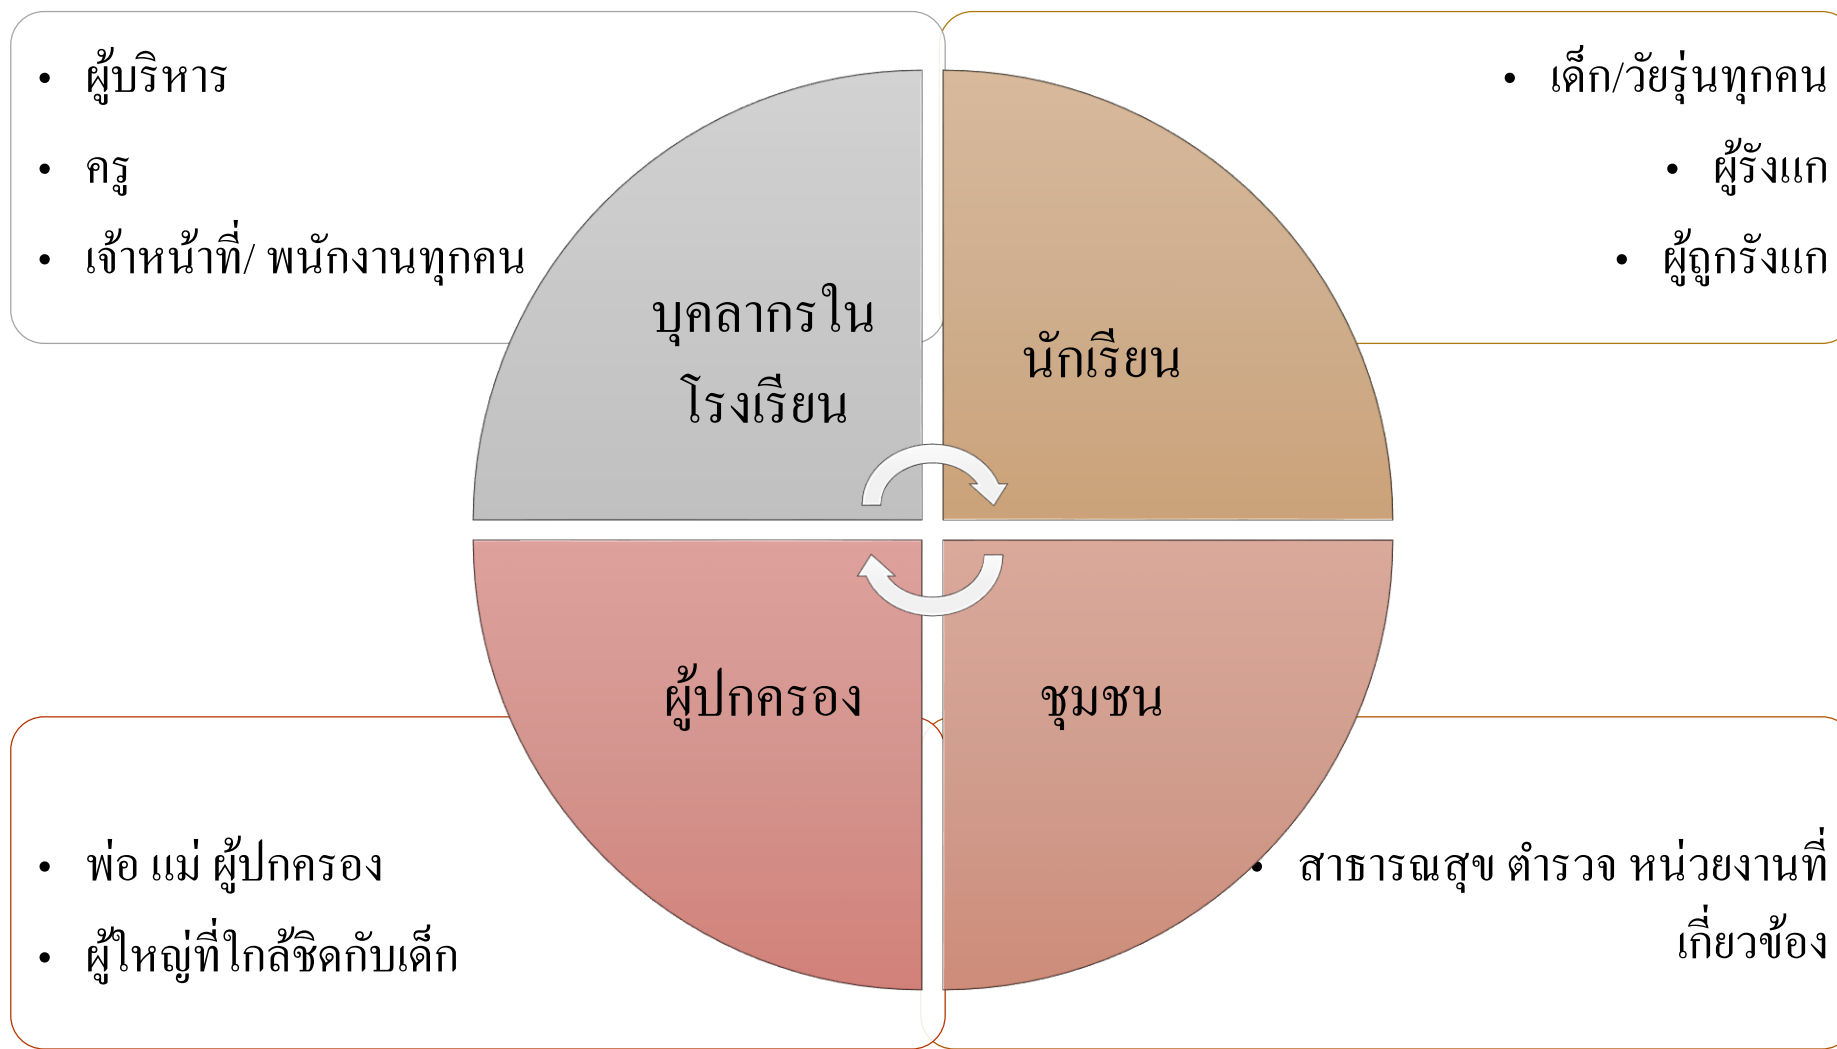 ผู้บริหาร
ครู
เจ้าหน้าที่/ พนักงานทุกคน
เด็ก/วัยรุ่นทุกคน
ผู้รังแก
ผู้ถูกรังแก
บุคลากรใน
โรงเรียน
นักเรียน
ผู้ปกครอง
ชุมชน
พ่อ แม่ ผู้ปกครอง
ผู้ใหญ่ที่ใกล้ชิดกับเด็ก
สาธารณสุข ตำรวจ หน่วยงานที่
เกี่ยวข้อง